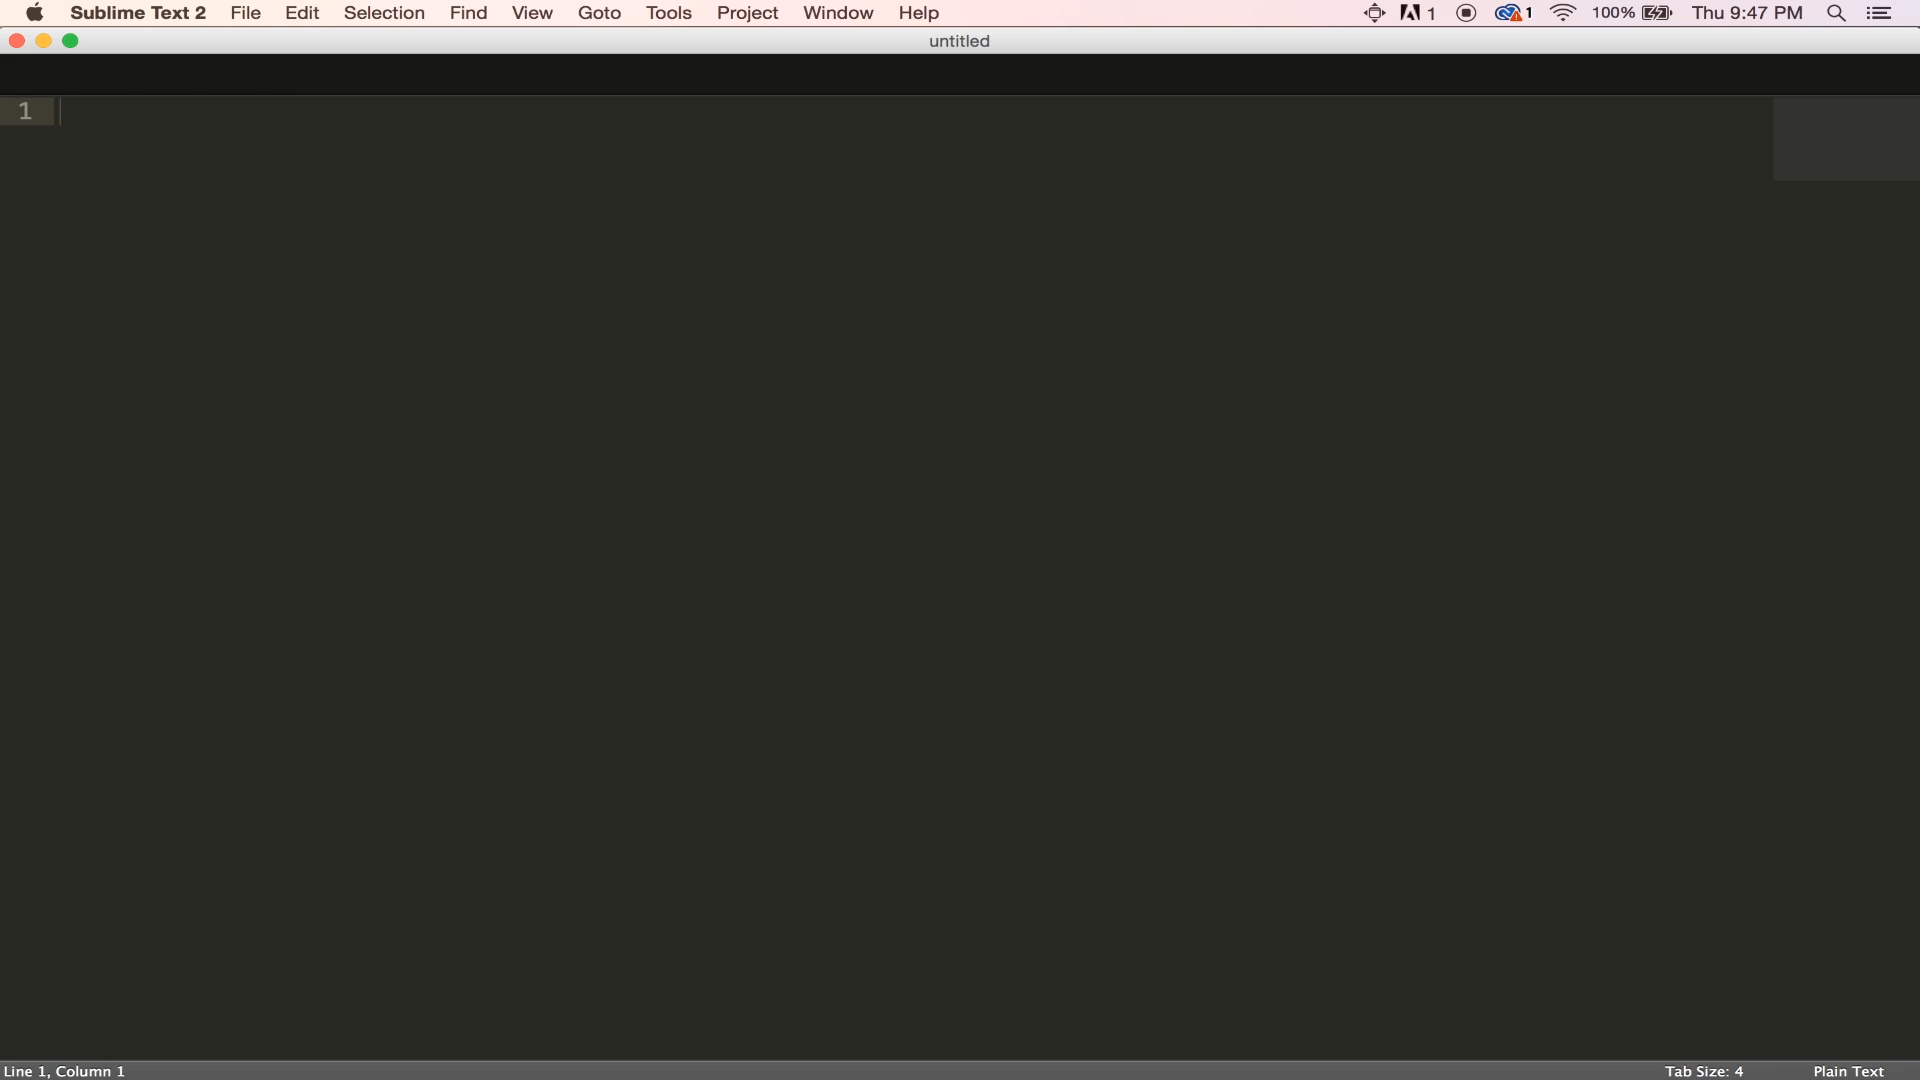 Sublime Text 2 File Edit Selection Find View Goto Tools Project Window Help 1 1 100% Thu 9:47 PM
untitled
1
Line 1, Column 1 Tab Size: 4 Plain Text